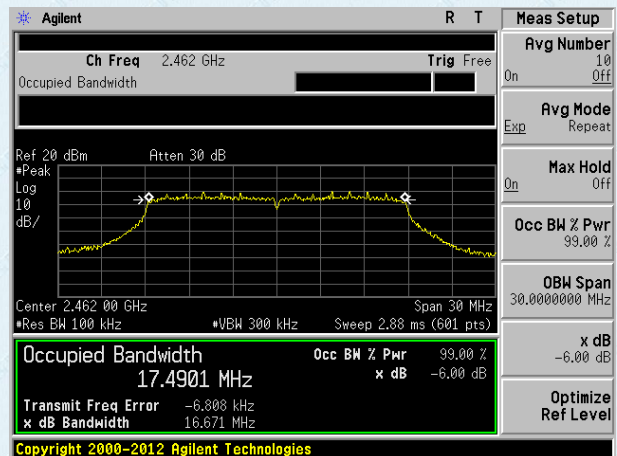 Agilent R T
Ch Freq 2.462 GHz Trig Free
Occupied Bandwidth
Ref 20 dBm Atten 30 dB
#Peak
Log
10
dB/
Center 2.462 00 GHz Span 30 MHz
#Res BW 100 kHz #VBW 300 kHz Sweep 2.88 ms (601 pts)
Occupied Bandwidth Occ BW % Pwr 99.00 %
17.4901 MHz x dB -6.00 dB
Transmit Freq Error -6.808 kHz
x dB Bandwidth 16.671 MHz
Copyright 2000-2012 Agilent Technologies
Meas Setup
Avg Number
10
On Off
Avg Mode
Exp Repeat
Max Hold
On Off
Occ BW % Pwr
99.00 %
OBW Span
30.0000000 MHz
x dB
-6.00 dB
Optimize
Ref Level